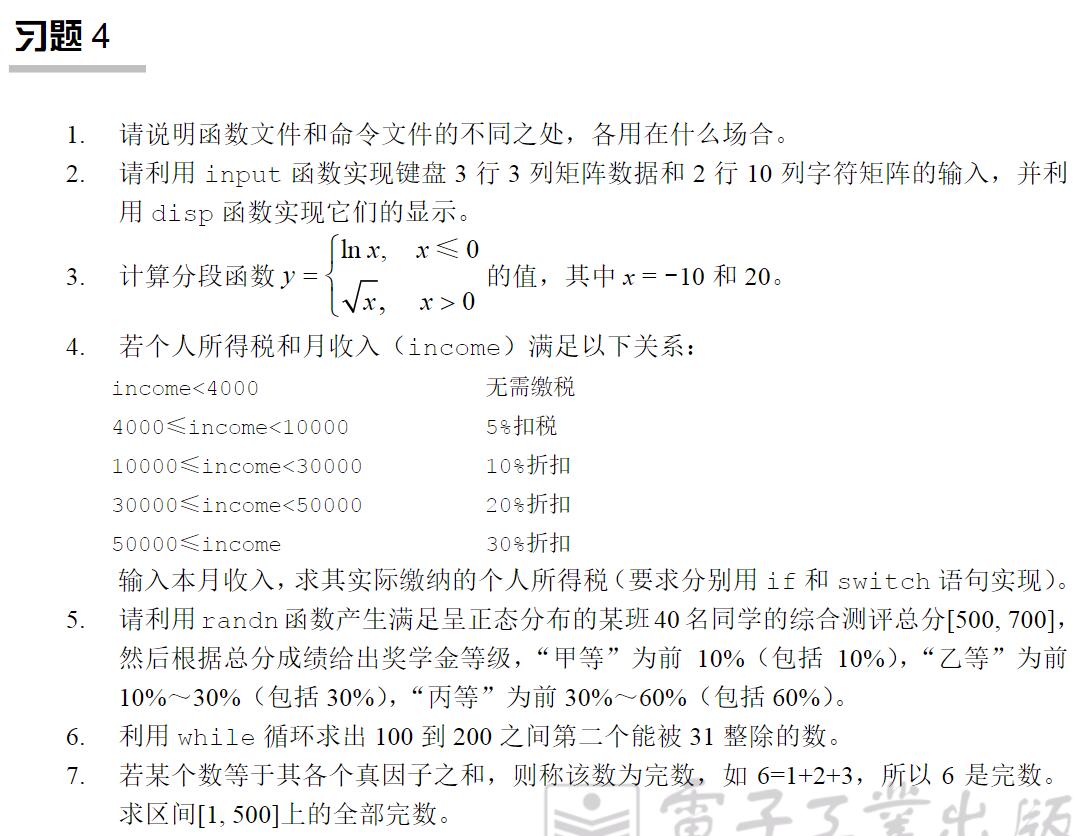 习题 4
1. 请说明函数文件和命令文件的不同之处，各用在什么场合。
2. 请利用 input 函数实现键盘 3 行 3 列矩阵数据和 2 行 10 列字符矩阵的输入，并利
用 disp 函数实现它们的显示。
3. 计算分段函数 y = { ln x, x ≤ 0
√x, x > 0 的值，其中 x = −10 和 20。
4. 若个人所得税和月收入（income）满足以下关系：
income<4000 无需缴税
4000≤income<10000 5%扣税
10000≤income<30000 10%折扣
30000≤income<50000 20%折扣
50000≤income 30%折扣
输入本月收入，求其实际缴纳的个人所得税（要求分别用 if 和 switch 语句实现）。
5. 请利用 randn 函数产生满足呈正态分布的某班 40 名同学的综合测评总分[500, 700]，
然后根据总分成绩给出奖学金等级，“甲等”为前 10%（包括 10%），“乙等”为前
10%～30%（包括 30%），“丙等”为前 30%～60%（包括 60%）。
6. 利用 while 循环求出 100 到 200 之间第二个能被 31 整除的数。
7. 若某个数等于其各个真因子之和，则称该数为完数，如 6=1+2+3，所以 6 是完数。
求区间[1, 500]上的全部完数。
電子工業出版